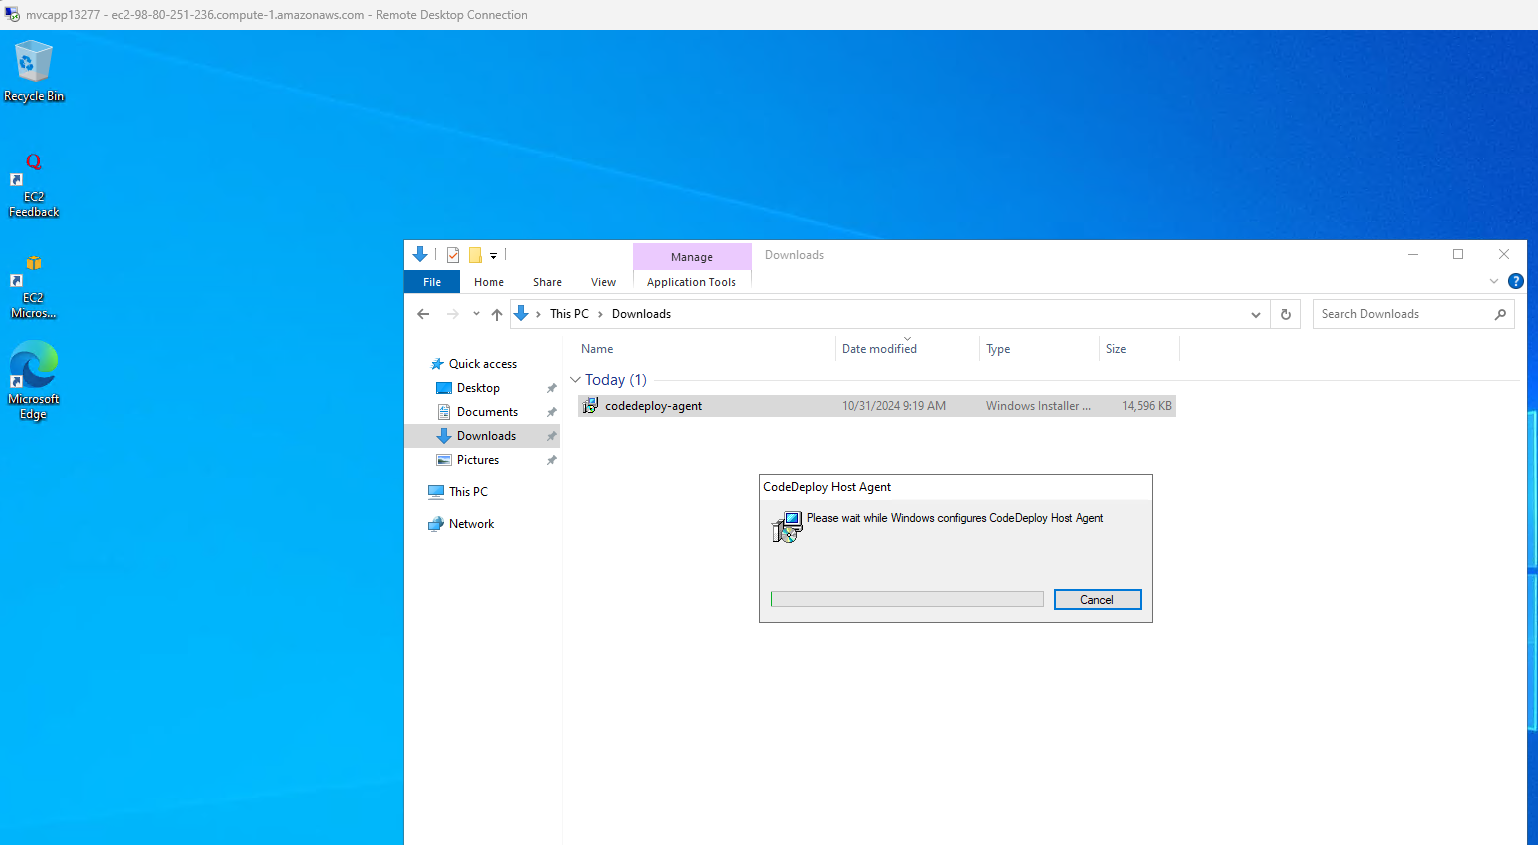 mvcapp13277 - ec2-98-80-251-236.compute-1.amazonaws.com - Remote Desktop Connection
Recycle Bin
EC2
Feedback
EC2
Micros...
Microsoft
Edge
Manage
Downloads
File
Home
Share
View
Application Tools
This PC
Downloads
Search Downloads
Name
Date modified
Type
Size
Quick access
Desktop
Documents
Downloads
Pictures
This PC
Network
Today (1)
codedeploy-agent
10/31/2024 9:19 AM
Windows Installer ...
14,596 KB
CodeDeploy Host Agent
Please wait while Windows configures CodeDeploy Host Agent
Cancel